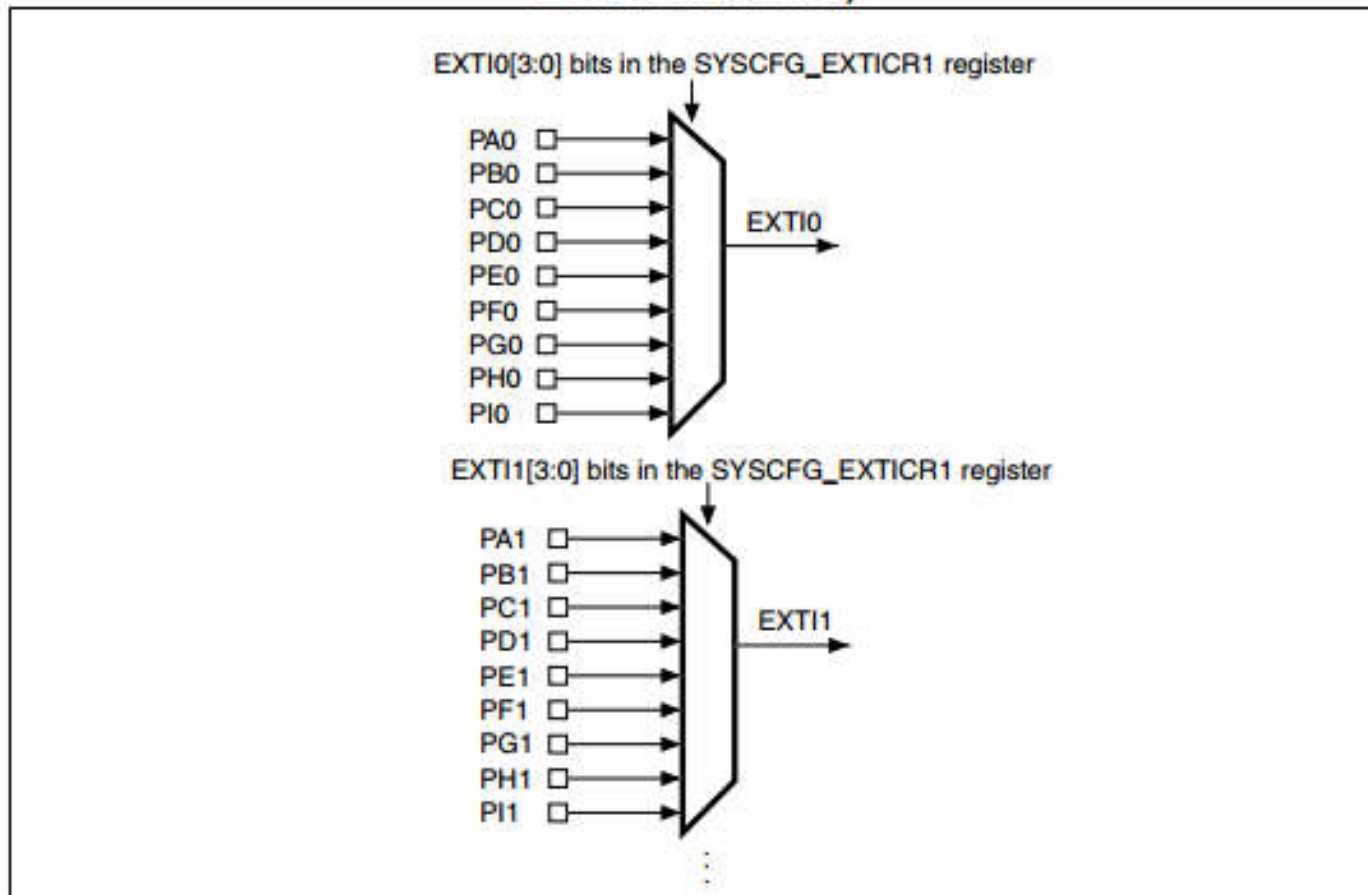 EXTI0[3:0] bits in the SYSCFG_EXTICR1 register
PA0
PB0
PC0
PD0
PE0
PF0
PG0
PH0
PI0
EXTI0
EXTI1[3:0] bits in the SYSCFG_EXTICR1 register
PA1
PB1
PC1
PD1
PE1
PF1
PG1
PH1
PI1
EXTI1